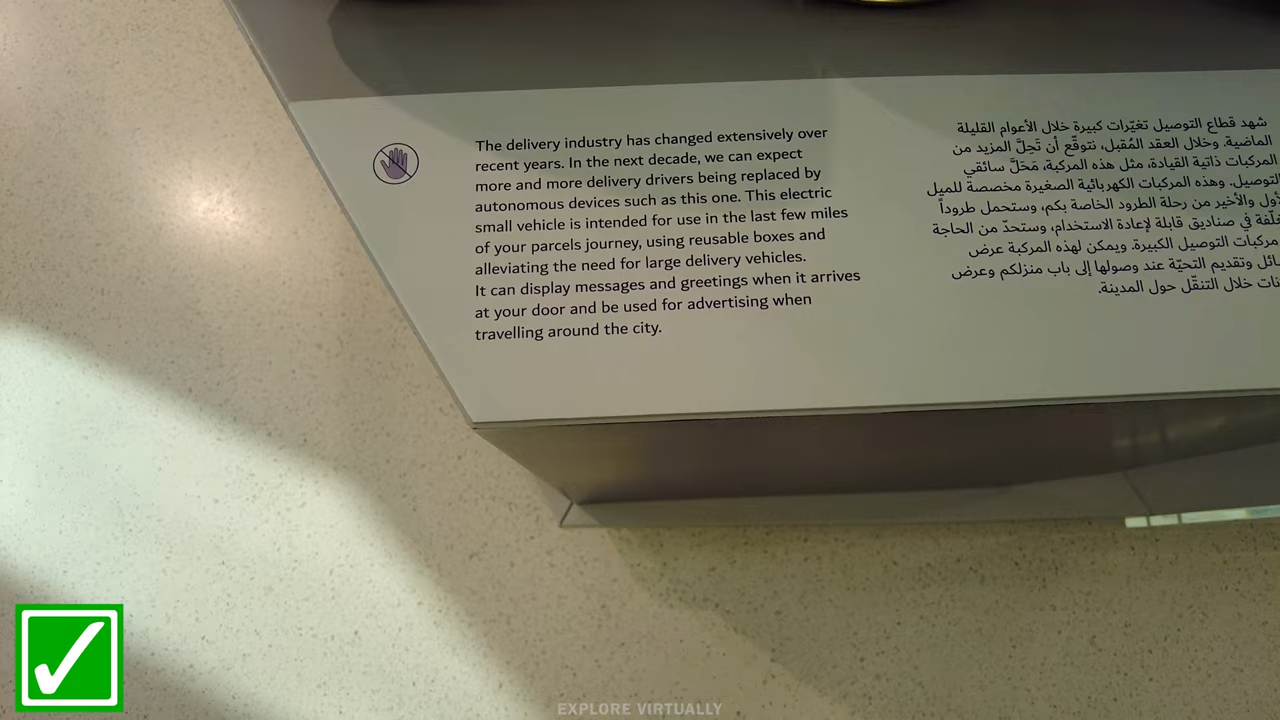 The delivery industry has changed extensively over
recent years. In the next decade, we can expect
more and more delivery drivers being replaced by
autonomous devices such as this one. This electric
small vehicle is intended for use in the last few miles
of your parcels journey, using reusable boxes and
alleviating the need for large delivery vehicles.
It can display messages and greetings when it arrives
at your door and be used for advertising when
travelling around the city.
شهد قطاع التوصيل تغيّرات كبيرة خلال الأعوام القليلة
الماضية. وخلال العقد المُقبل، نتوقّع أن تَحِلَّ المزيد من
المركبات ذاتية القيادة، مثل هذه المركبة، مَحَلَّ سائقي
التوصيل. وهذه المركبات الكهربائية الصغيرة مخصصة للميل
والأخير من رحلة الطرود الخاصة بكم، وستحمل طروداً
في صناديق قابلة لإعادة الاستخدام، وستحدّ من الحاجة
مركبات التوصيل الكبيرة. ويمكن لهذه المركبة عرض
وتقديم التحيّة عند وصولها إلى باب منزلكم وعرض
خلال التنقّل حول المدينة.
EXPLORE VIRTUALLY